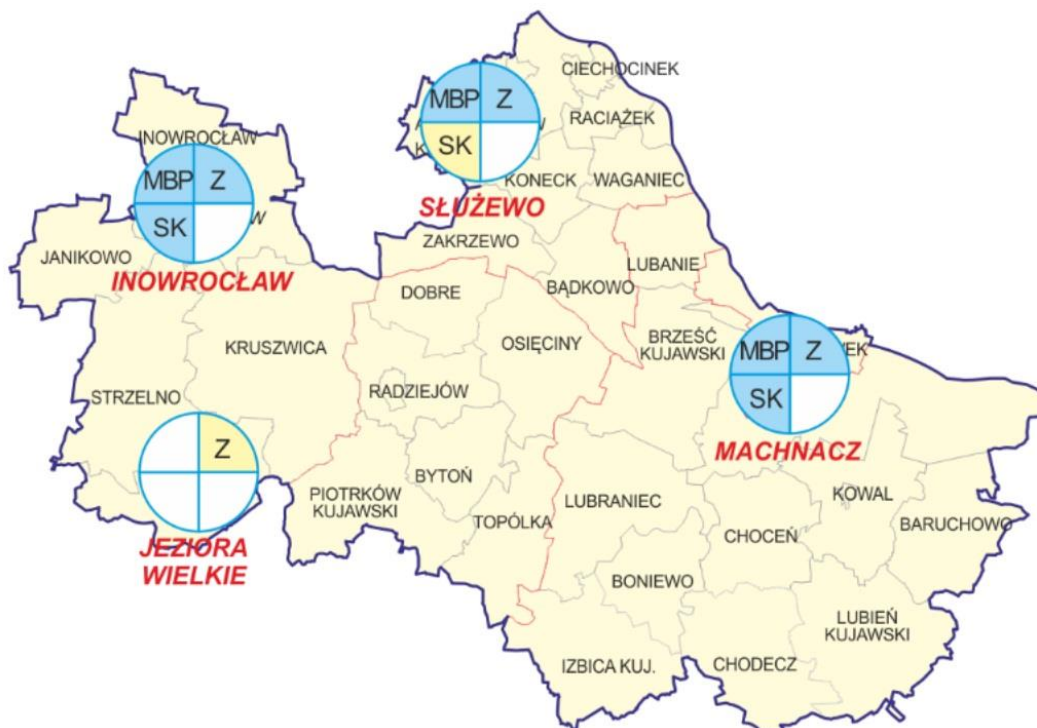 CIECHOCINEK
MBP Z
SK
RACIĄŻEK
INOWROCŁAW
MBP Z
SK
KONECK
WAGANIEC
SŁUŻEWO
ZAKRZEWO
JANIKOWO
INOWROCŁAW
LUBANIE
DOBRE
BĄDKOWO
KRUSZWICA
OSIĘCINY
BRZEŚĆ
KUJAWSKI
MBP Z
SK
RADZIEJÓW
STRZELNO
Z
MACHNACZ
BYTOŃ
PIOTRKÓW
KUJAWSKI
LUBRANIEC
KOWAL
TOPÓLKA
BARUCHOWO
CHOCEŃ
JEZIORA
WIELKIE
BONIEWO
LUBIEŃ
KUJAWSKI
IZBICA KUJ.
CHODECZ